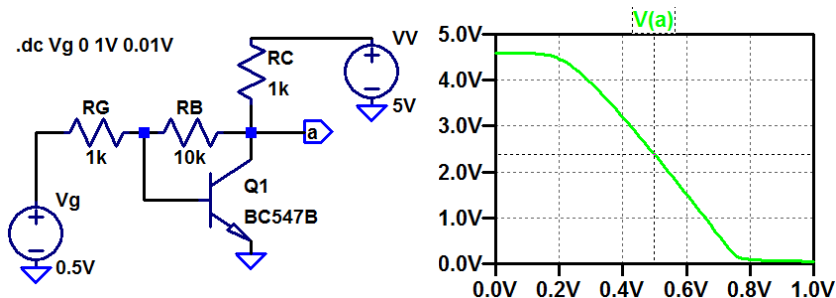 .dc Vg 0 1V 0.01V
RC
1k
VV
5V
a
RG
1k
RB
10k
Q1
BC547B
Vg
0.5V
V(a)
5.0V
4.0V
3.0V
2.0V
1.0V
0.0V
0.0V 0.2V 0.4V 0.6V 0.8V 1.0V